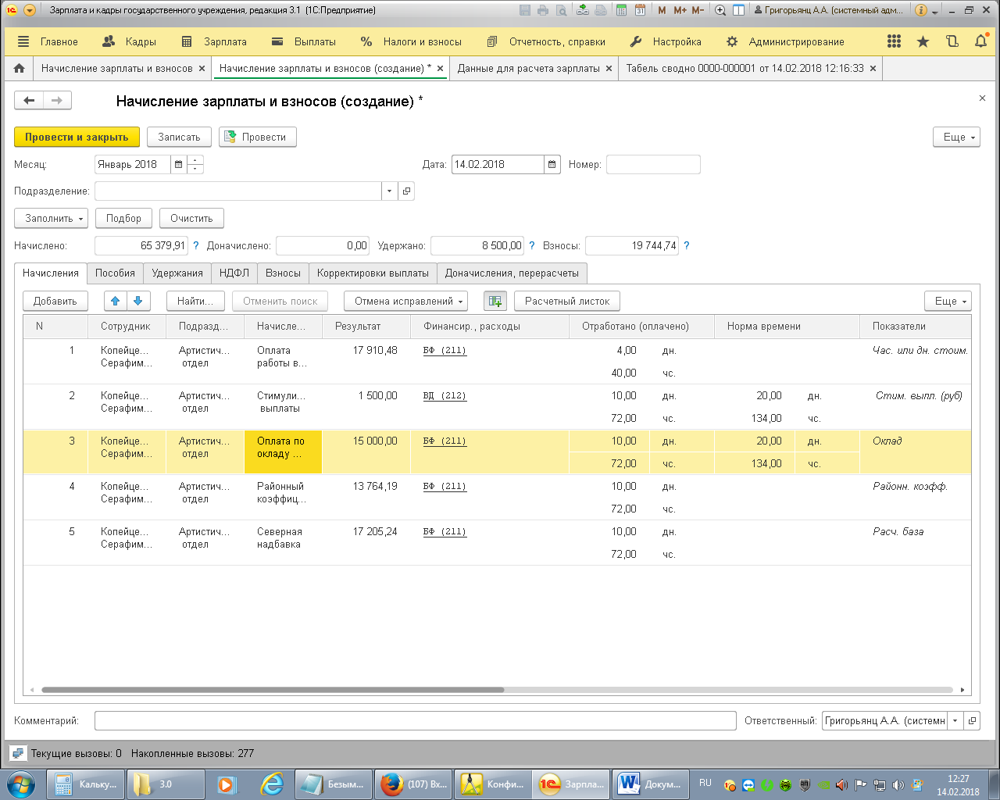 Зарплата и кадры государственного учреждения, редакция 3.1 (1С:Предприятие)
M M+ M- Григорьянц А.А. (системный адм...
Главное Кадры Зарплата Выплаты % Налоги и взносы Отчетность, справки Настройка Администрирование
Начисление зарплаты и взносов × Начисление зарплаты и взносов (создание) * × Данные для расчета зарплаты × Табель сводно 0000-000001 от 14.02.2018 12:16:33 ×
Начисление зарплаты и взносов (создание) *
Провести и закрыть Записать Провести Еще
Месяц: Январь 2018 Дата: 14.02.2018 Номер:
Подразделение:
Заполнить Подбор Очистить
Начислено: 65 379,91 ? Доначислено: 0,00 Удержано: 8 500,00 ? Взносы: 19 744,74 ?
Начисления Пособия Удержания НДФЛ Взносы Корректировки выплаты Доначисления, перерасчеты
Добавить Найти... Отменить поиск Отмена исправлений Расчетный листок Еще
N Сотрудник Подразд... Начисле... Результат Финансир., расходы Отработано (оплачено) Норма времени Показатели
1 Копейце... Артистич... Оплата 17 910,48 БФ (211) 4,00 дн. Час. или дн. стоим.
Серафим... отдел работы в...
40,00 чс.
2 Копейце... Артистич... Стимули... 1 500,00 ВД (212) 10,00 дн. 20,00 дн. Стим. выпл. (руб)
Серафим... отдел выплаты
72,00 чс. 134,00 чс.
3 Копейце... Артистич... Оплата по 15 000,00 БФ (211) 10,00 дн. 20,00 дн. Оклад
Серафим... отдел окладу ...
72,00 чс. 134,00 чс.
4 Копейце... Артистич... Районный 13 764,19 БФ (211) 10,00 дн. Районн. коэфф.
Серафим... отдел коэффиц...
72,00 чс.
5 Копейце... Артистич... Северная 17 205,24 БФ (211) 10,00 дн. Расч. база
Серафим... отдел надбавка
72,00 чс.
Комментарий: Ответственный: Григорьянц А.А. (системн
Текущие вызовы: 0 Накопленные вызовы: 277
Кальку... 3.0 Безым... (107) Вх... Конфи... Зарпла... Докум... RU 12:27
14.02.2018